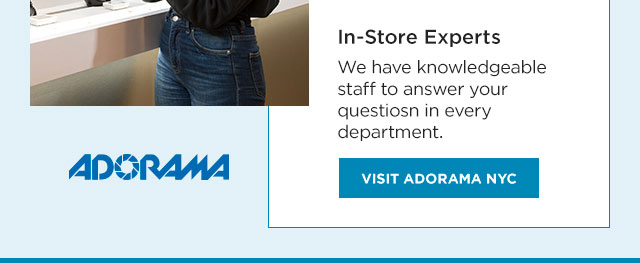 In-Store Experts
We have knowledgeable
staff to answer your
questiosn in every
department.
ADORAMA
VISIT ADORAMA NYC